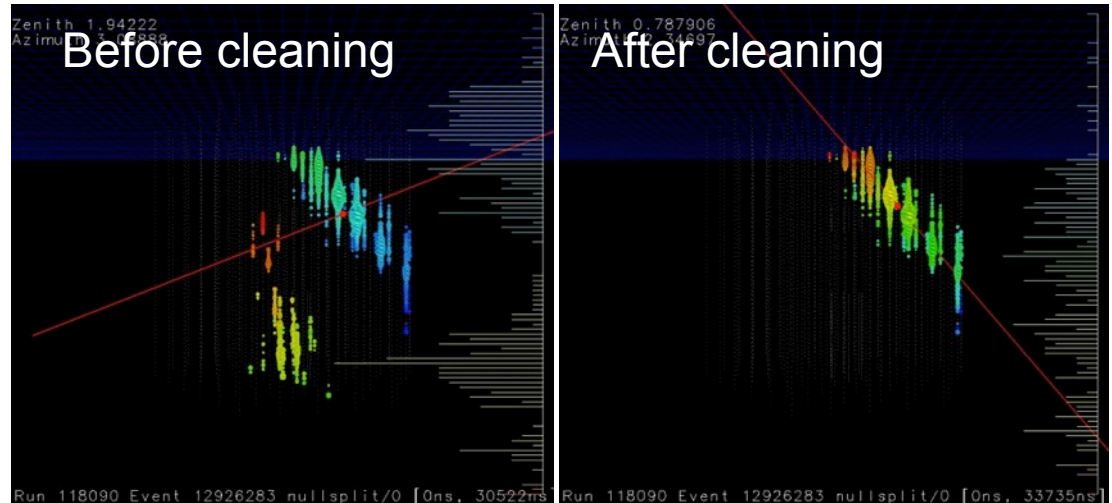 Zenith 1.94222
Before cleaning
Run 118090 Event 12926283 nullsplit/0 [0ns, 30522ns
Zenith 0.787906
After cleaning
Run 118090 Event 12926283 nullsplit/0 [0ns, 33735ns